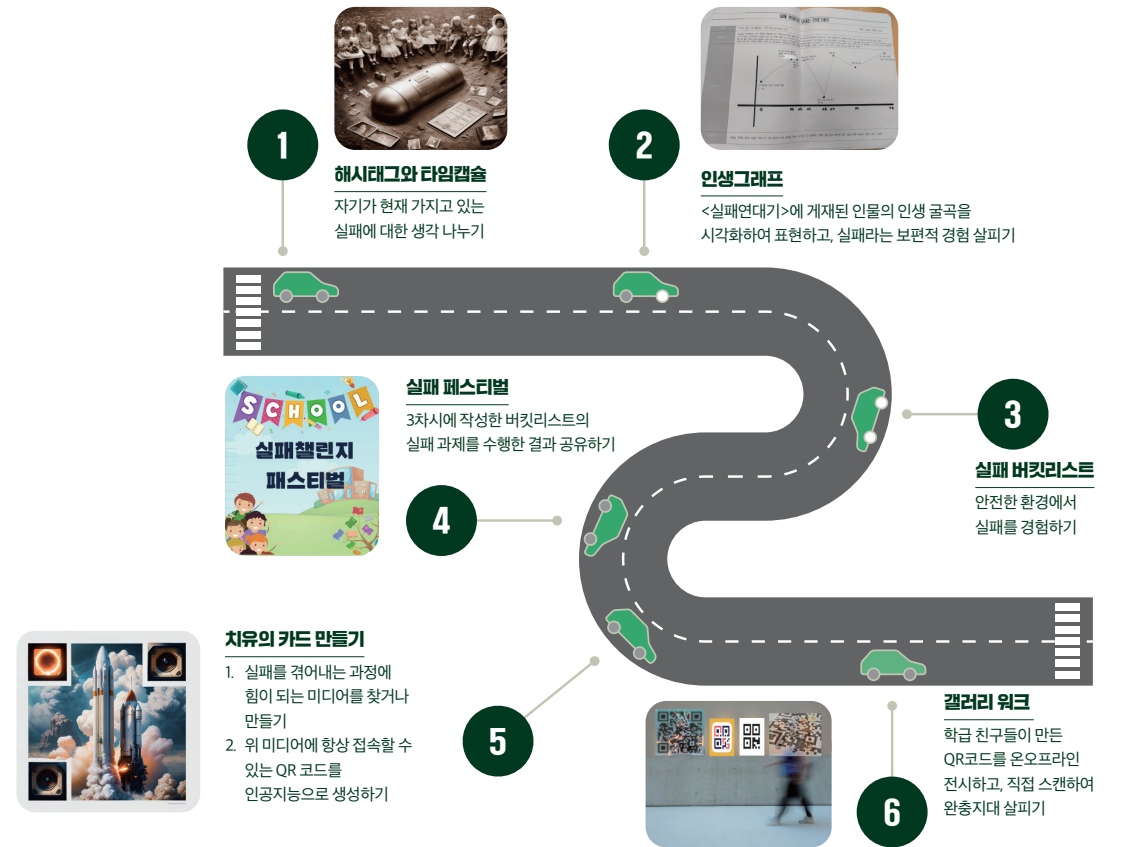 1
해시태그와 타임캡슐
자기가 현재 가지고 있는
실패에 대한 생각 나누기
2
인생그래프
<실패연대기>에 게재된 인물의 인생 굴곡을
시각화하여 표현하고, 실패라는 보편적 경험 살피기
3
실패 버킷리스트
안전한 환경에서
실패를 경험하기
SCHOOL
실패챌린지
패스티벌
실패 페스티벌
3차시에 작성한 버킷리스트의
실패 과제를 수행한 결과 공유하기
4
치유의 카드 만들기
1. 실패를 겪어내는 과정에
힘이 되는 미디어를 찾거나
만들기
2. 위 미디어에 항상 접속할 수
있는 QR 코드를
인공지능으로 생성하기
5
갤러리 워크
학급 친구들이 만든
QR코드를 온오프라인
전시하고, 직접 스캔하여
완충지대 살피기
6